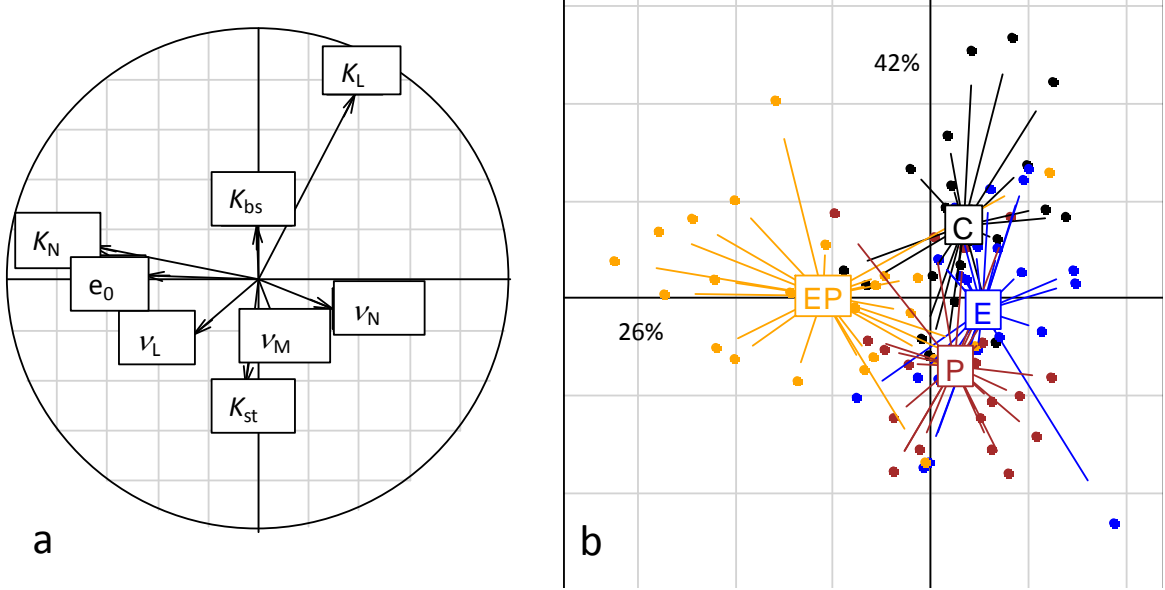 K_L
K_bs
K_N
e_0
ν_N
ν_L
ν_M
K_st
a
42%
C
EP
E
26%
P
b